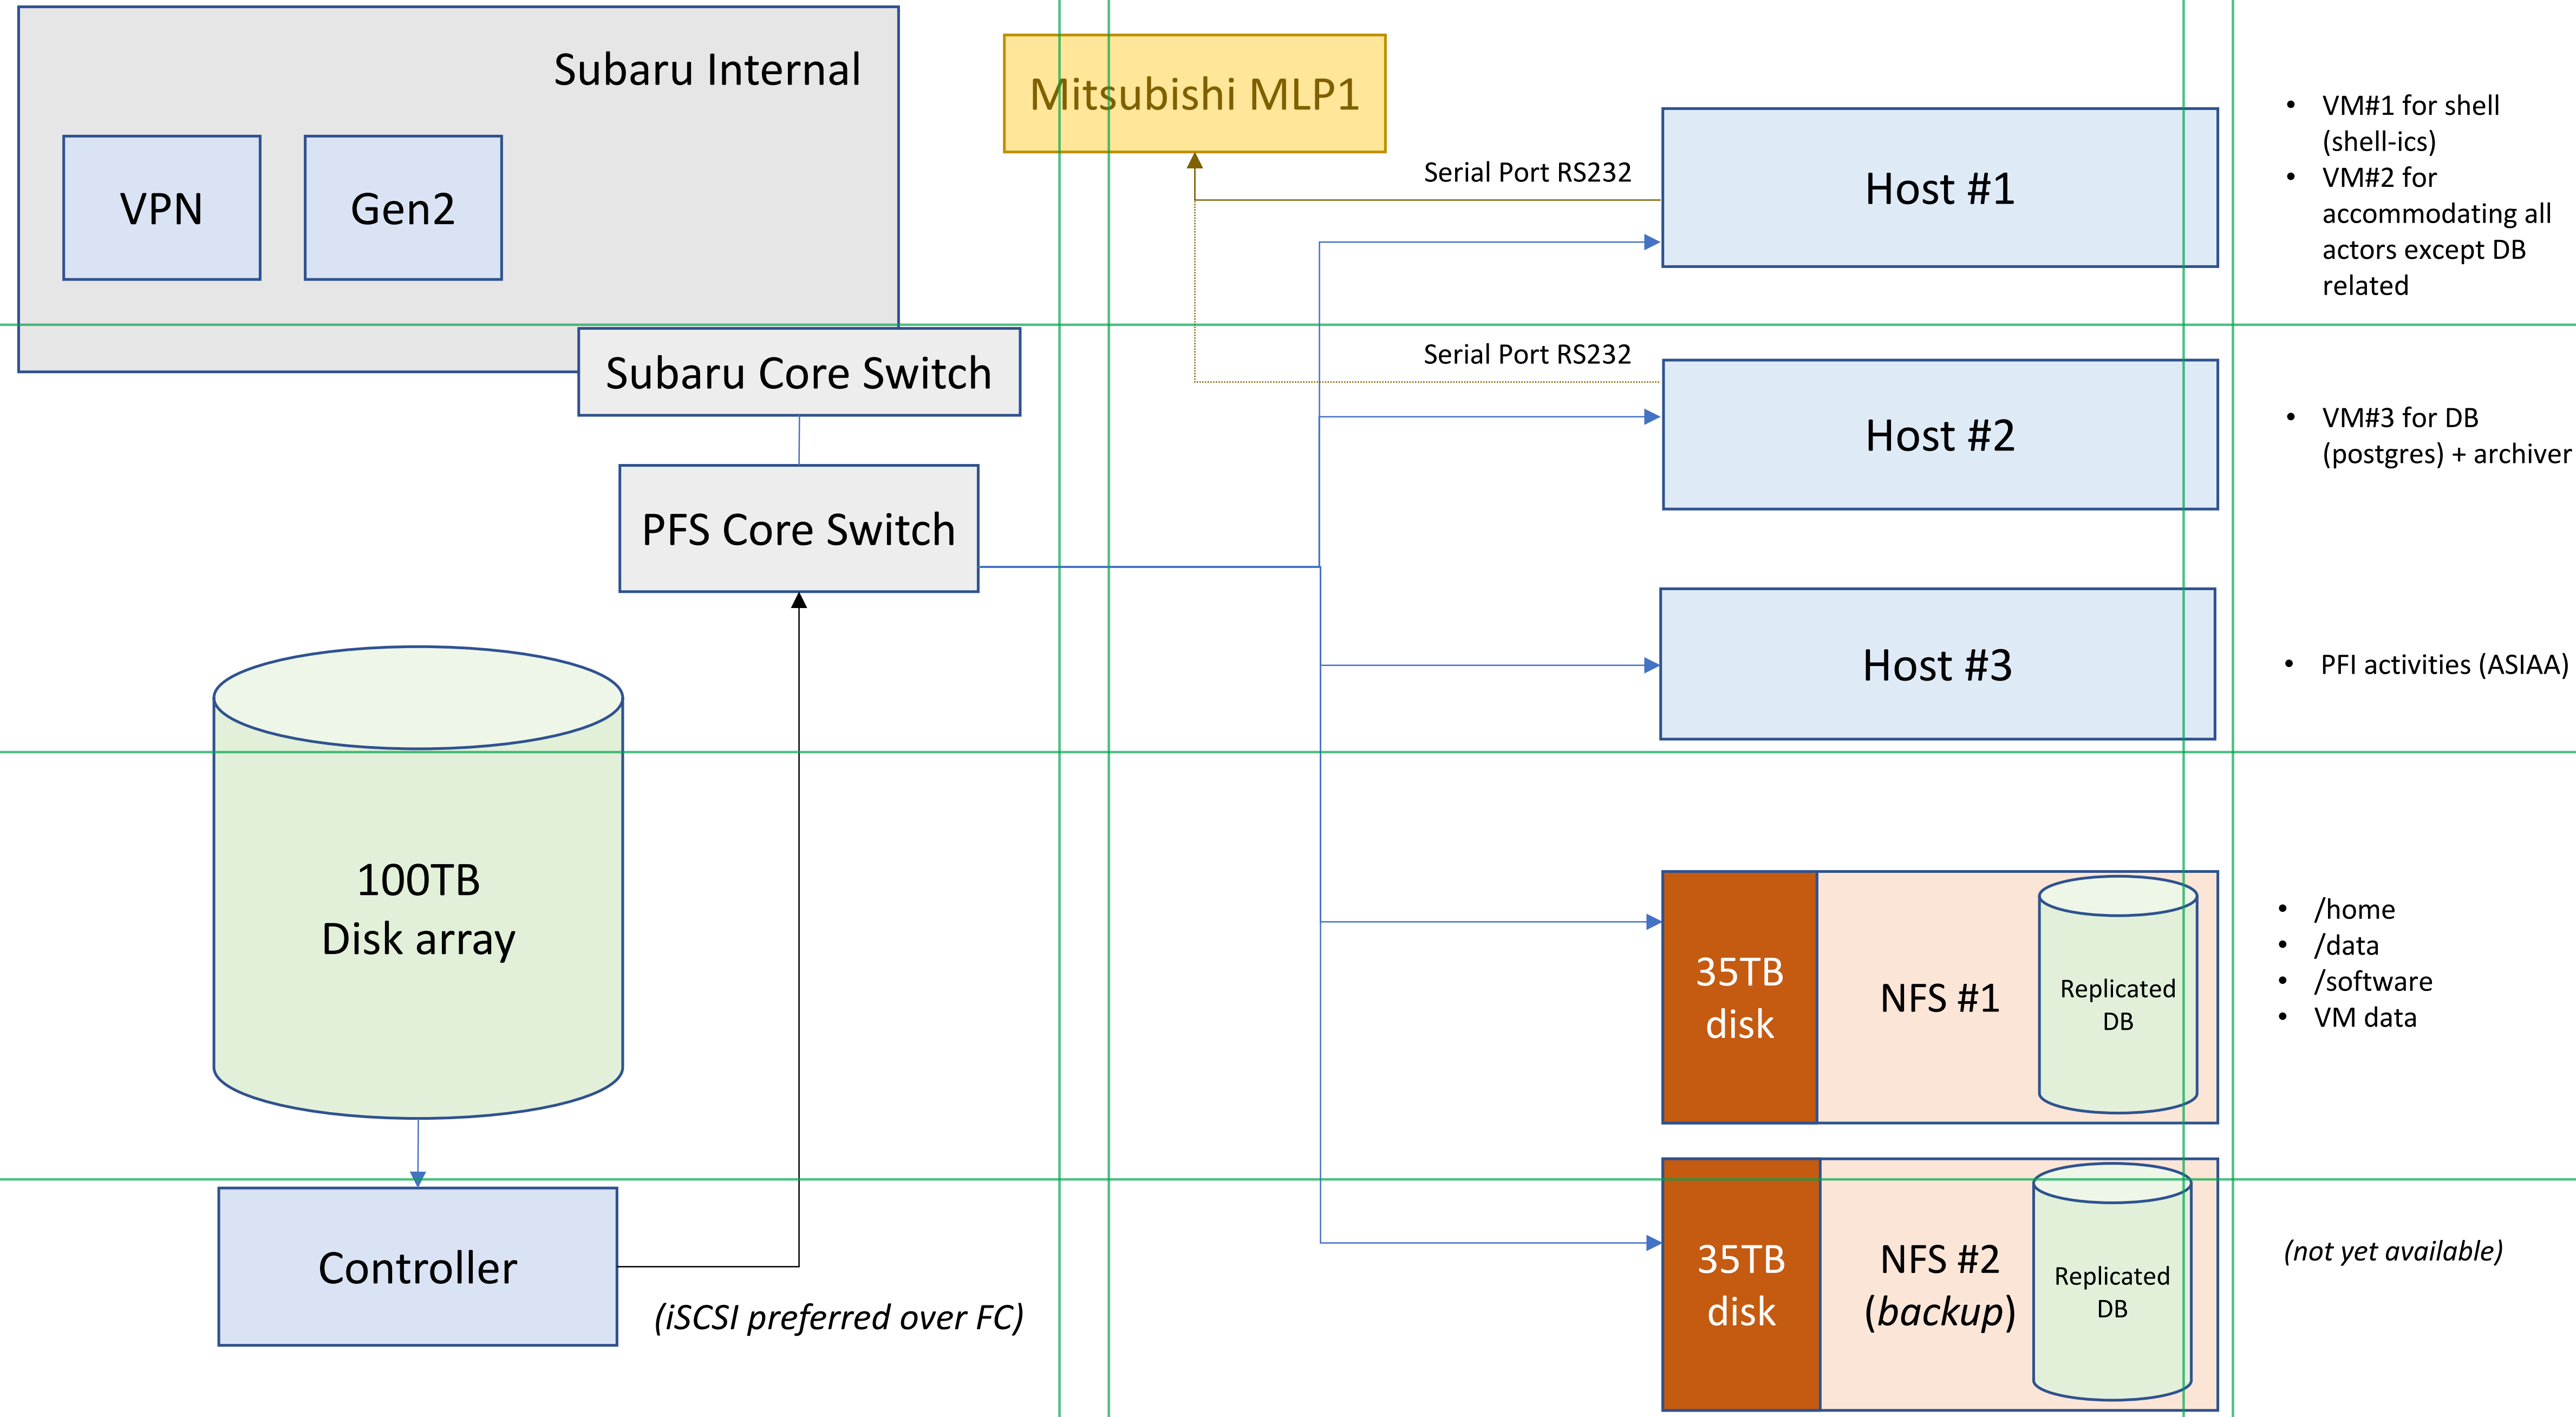 Subaru Internal
VPN
Gen2
Subaru Core Switch
PFS Core Switch
100TB
Disk array
Controller
(iSCSI preferred over FC)
Mitsubishi MLP1
Serial Port RS232
Serial Port RS232
Host #1
Host #2
Host #3
35TB
disk
NFS #1
Replicated
DB
35TB
disk
NFS #2
(backup)
Replicated
DB
• VM#1 for shell
(shell-ics)
• VM#2 for
accommodating all
actors except DB
related
• VM#3 for DB
(postgres) + archiver
• PFI activities (ASIAA)
• /home
• /data
• /software
• VM data
(not yet available)